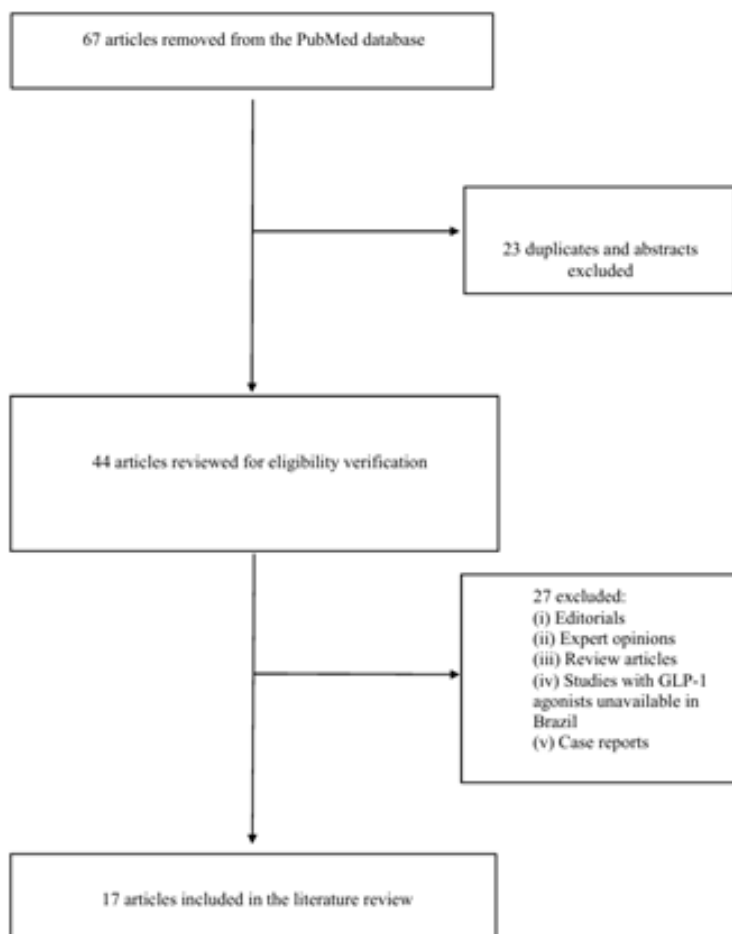 67 articles removed from the PubMed database
23 duplicates and abstracts
excluded
44 articles reviewed for eligibility verification
27 excluded:
(i) Editorials
(ii) Expert opinions
(iii) Review articles
(iv) Studies with GLP-1
agonists unavailable in
Brazil
(v) Case reports
17 articles included in the literature review